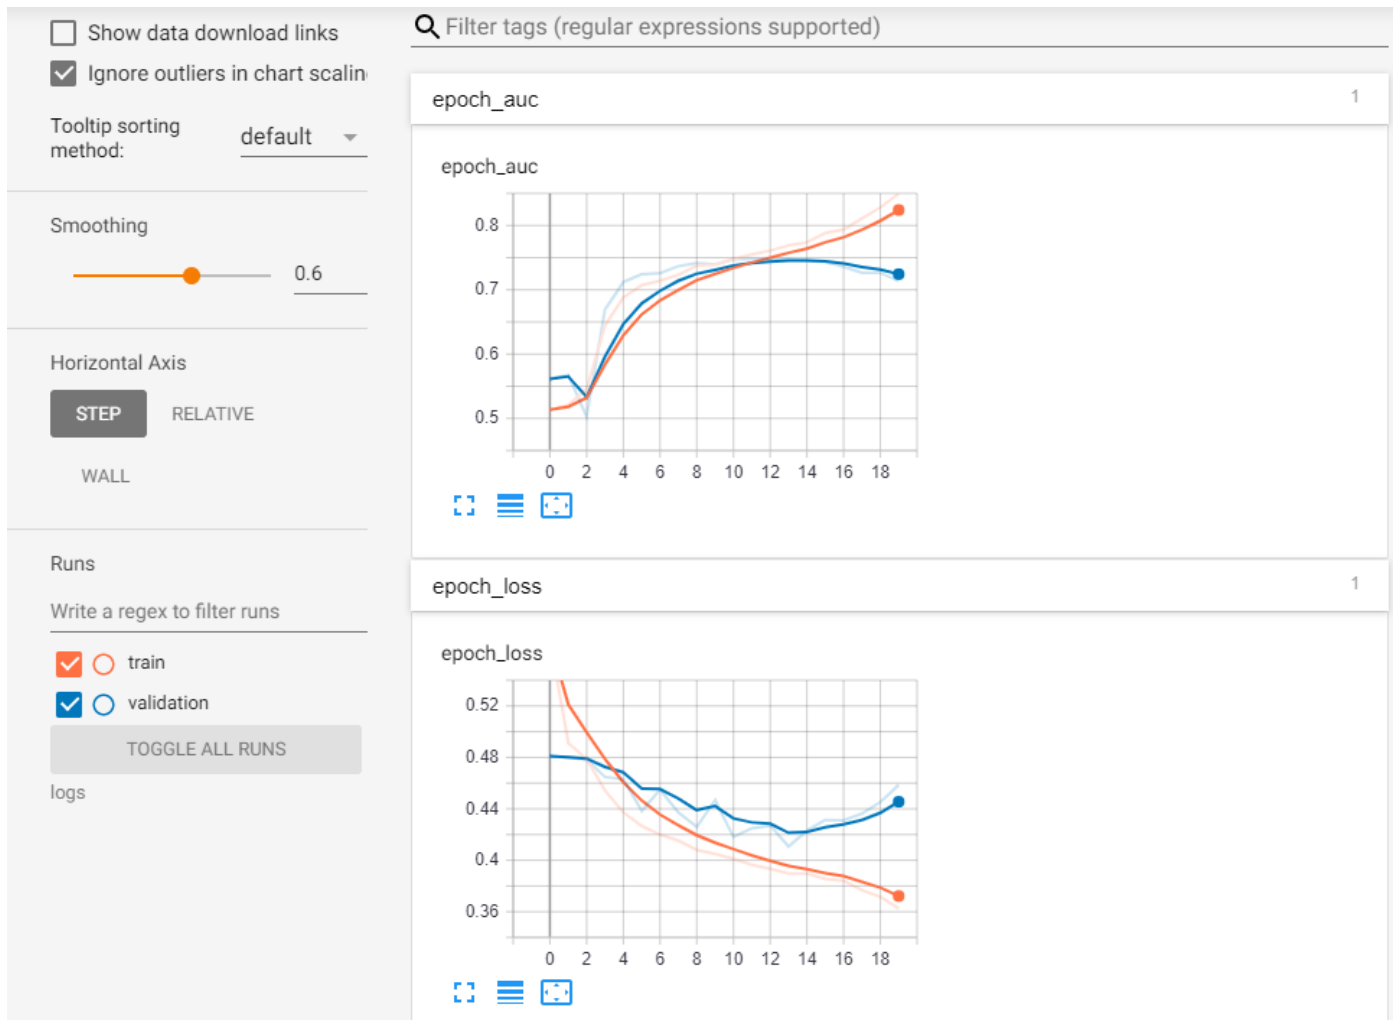 Show data download links
Ignore outliers in chart scalin
Tooltip sorting
method:
default
Smoothing
0.6
Horizontal Axis
STEP
RELATIVE
WALL
Runs
Write a regex to filter runs
train
validation
TOGGLE ALL RUNS
logs
Filter tags (regular expressions supported)
epoch_auc
1
epoch_auc
0.8
0.7
0.6
0.5
0 2 4 6 8 10 12 14 16 18
epoch_loss
1
epoch_loss
0.52
0.48
0.44
0.4
0.36
0 2 4 6 8 10 12 14 16 18